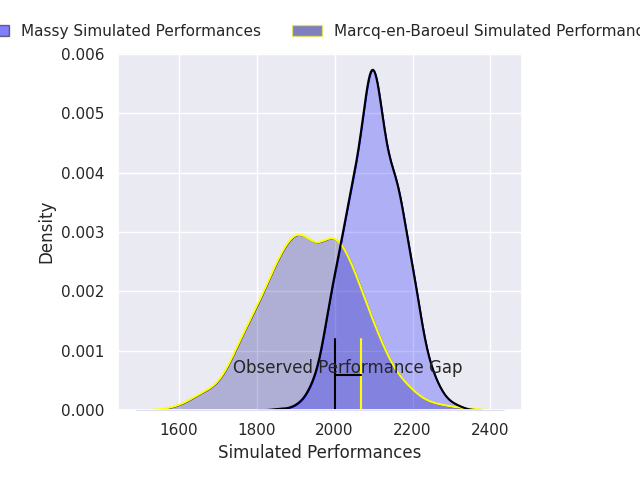 Massy Simulated Performances
Marcq-en-Baroeul Simulated
0.006
0.005
0.004
0.003
0.002
0.001
0.000
Density
Observed Performance Gap
1600 1800 2000 2200 2400
Simulated Performances